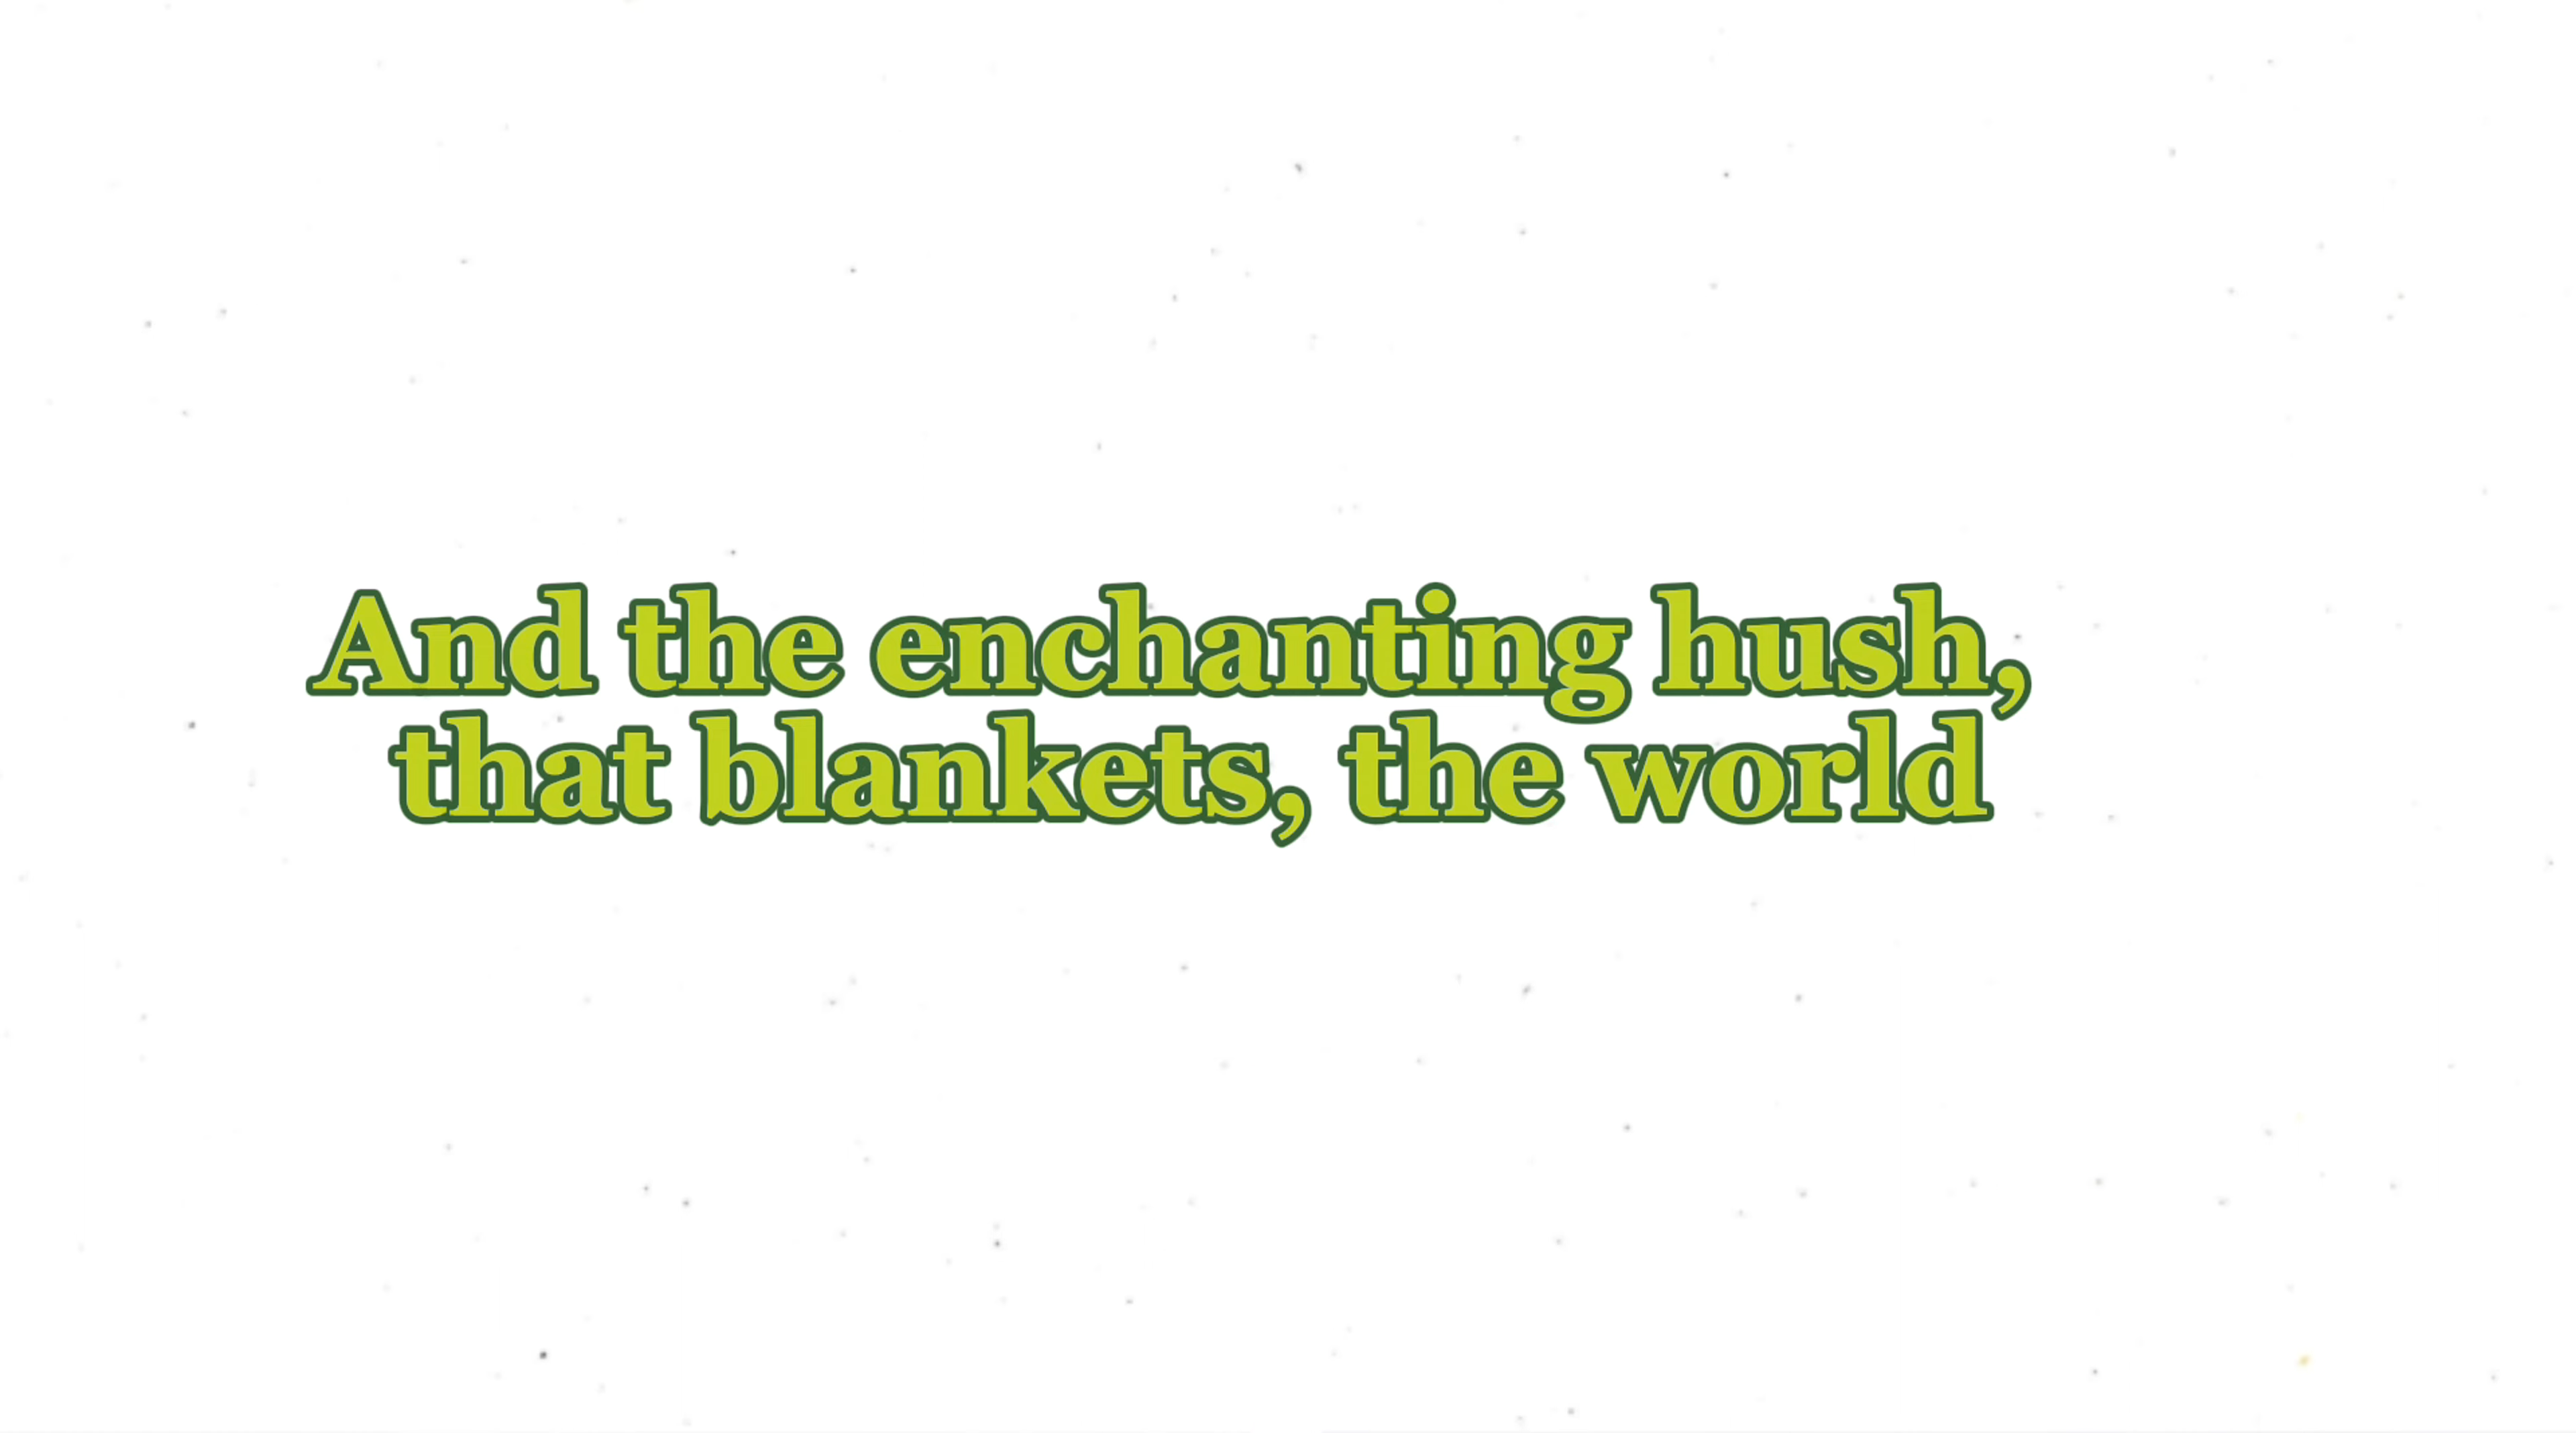 And the enchanting hush,
that blankets, the world